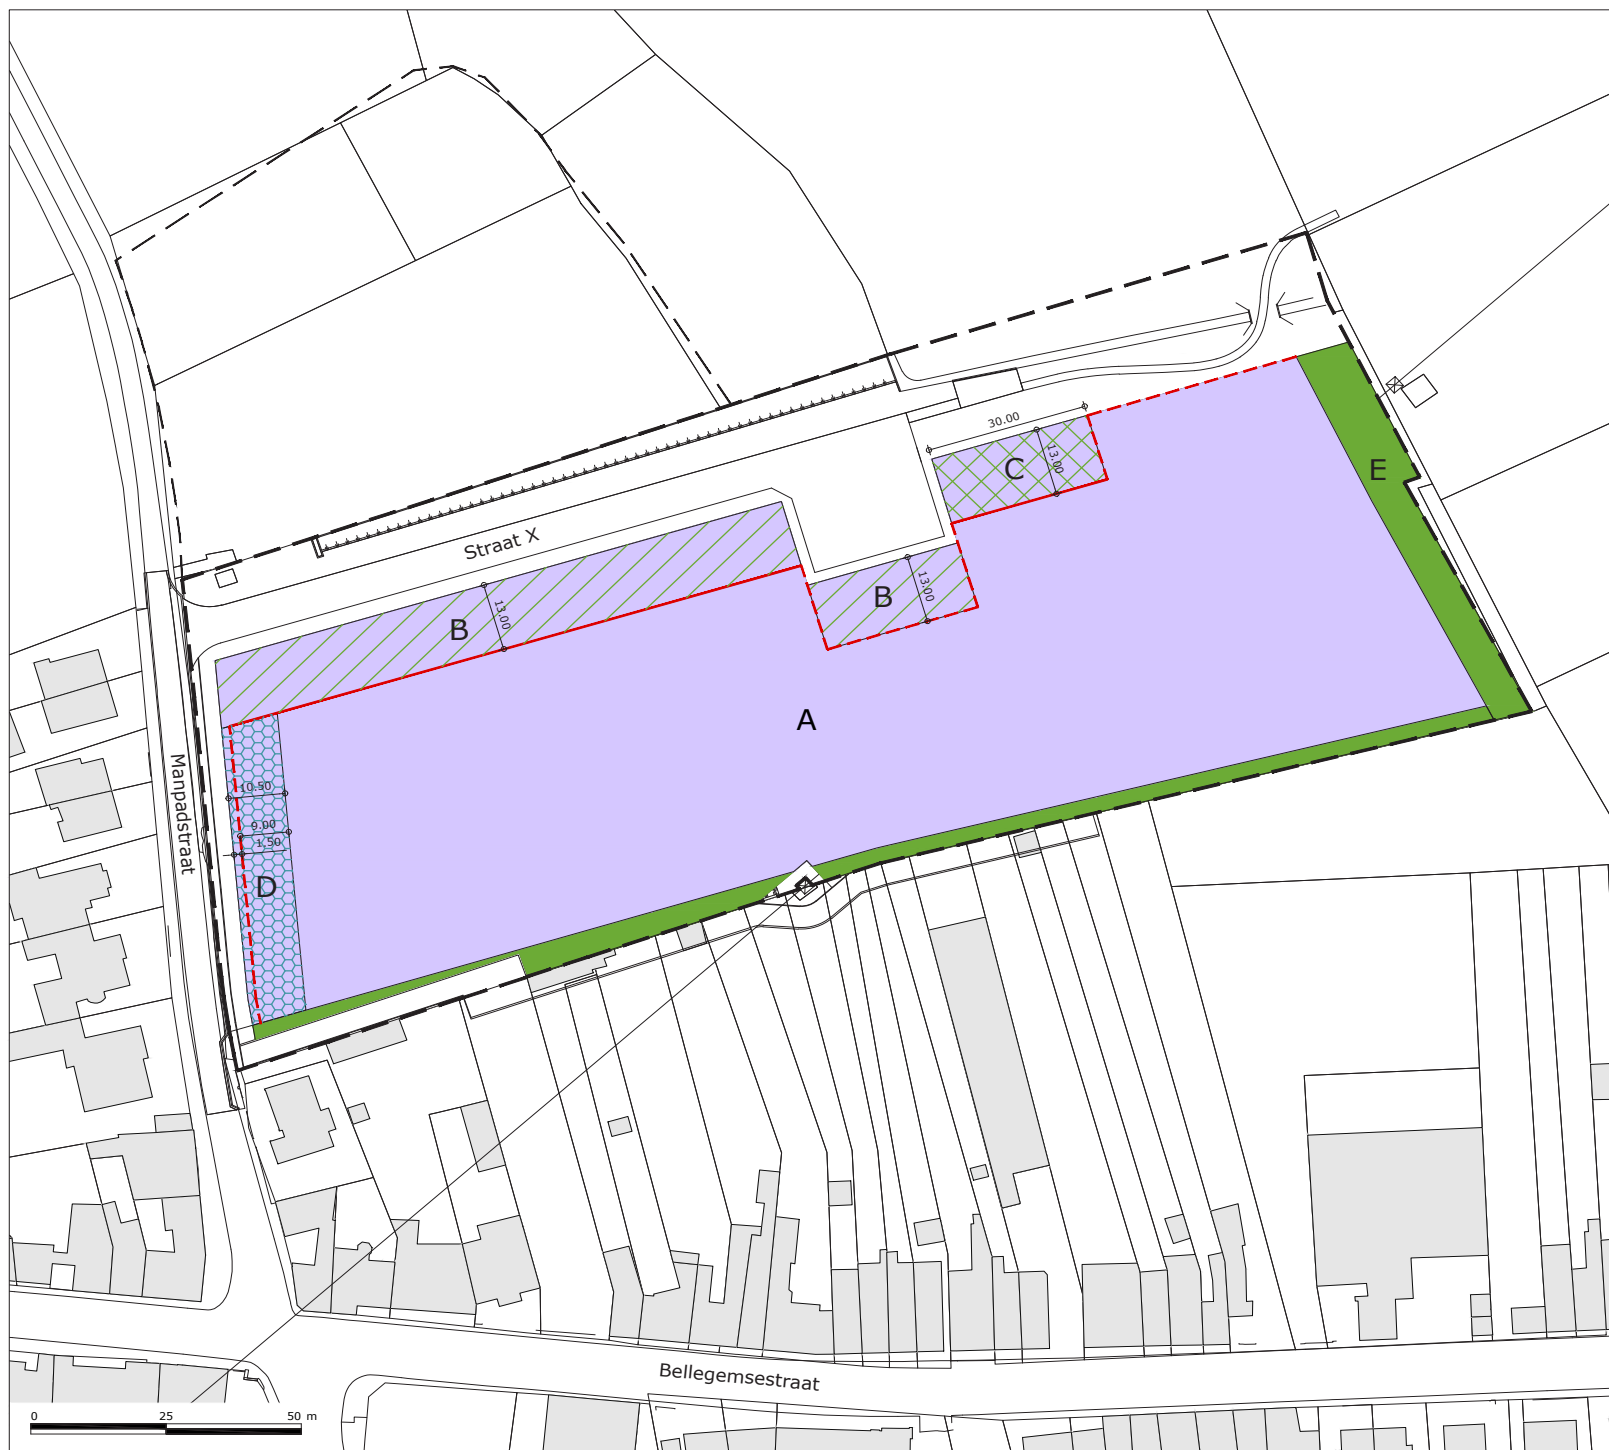 30.00
C
13.00
E
Straat X
13.00
B
13.00
B
A
Manpadstraat
10.50
9.00
1.50
D
Bellegemsestraat
0 25 50 m